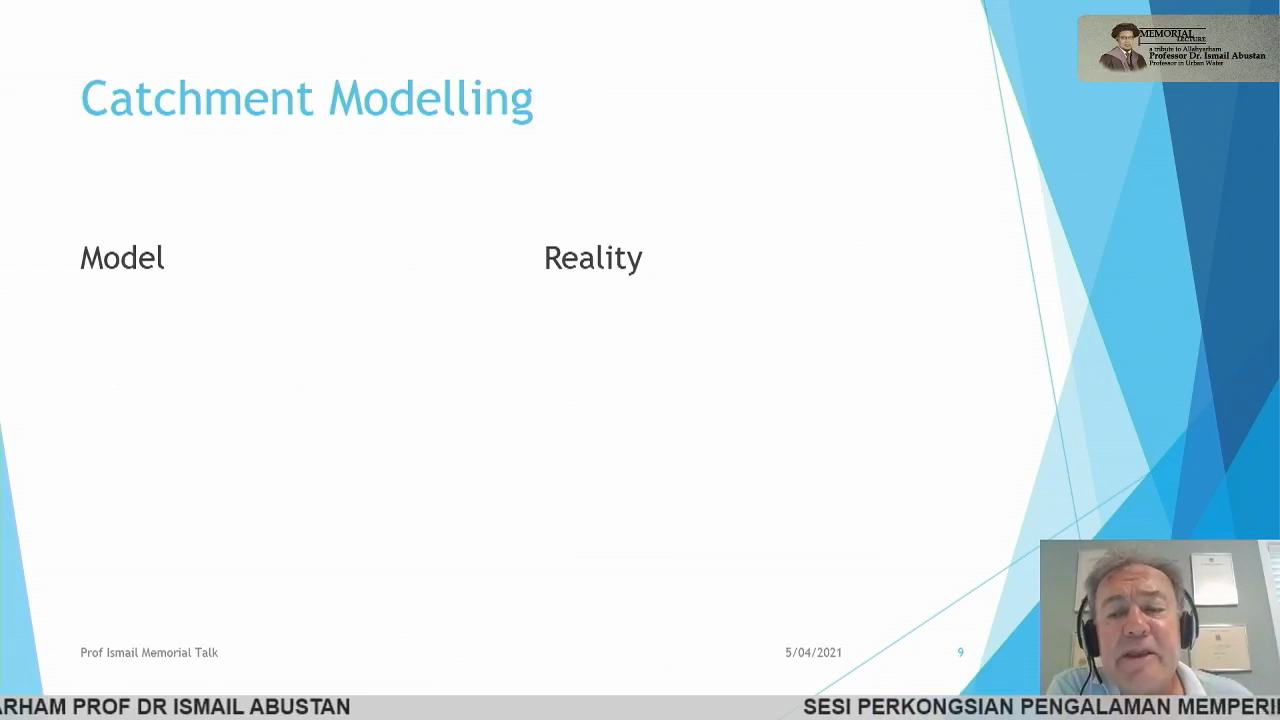 MEMORIAL
LECTURE
a tribute to Allahyarham
Professor Dr. Ismail Abustan
Professor in Urban Water
Catchment Modelling
Model
Reality
Prof Ismail Memorial Talk
5/04/2021
9
ARHAM PROF DR ISMAIL ABUSTAN
SESI PERKONGSIAN PENGALAMAN MEMPERI